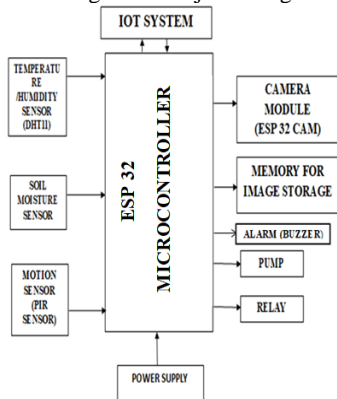 IOT SYSTEM
TEMPERATU
RE
/HUMIDITY
SENSOR
(DHT11)
SOIL
MOISTURE
SENSOR
MOTION
SENSOR
(PIR
SENSOR)
ESP 32
MICROCONTROLLER
CAMERA
MODULE
(ESP 32 CAM)
MEMORY FOR
IMAGE STORAGE
ALARM (BUZZER)
PUMP
RELAY
POWER SUPPLY